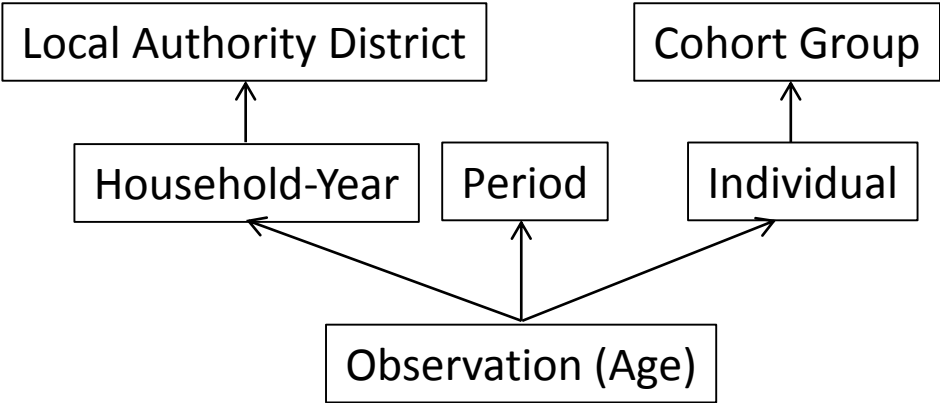 Local Authority District
Cohort Group
Household-Year
Period
Individual
Observation (Age)